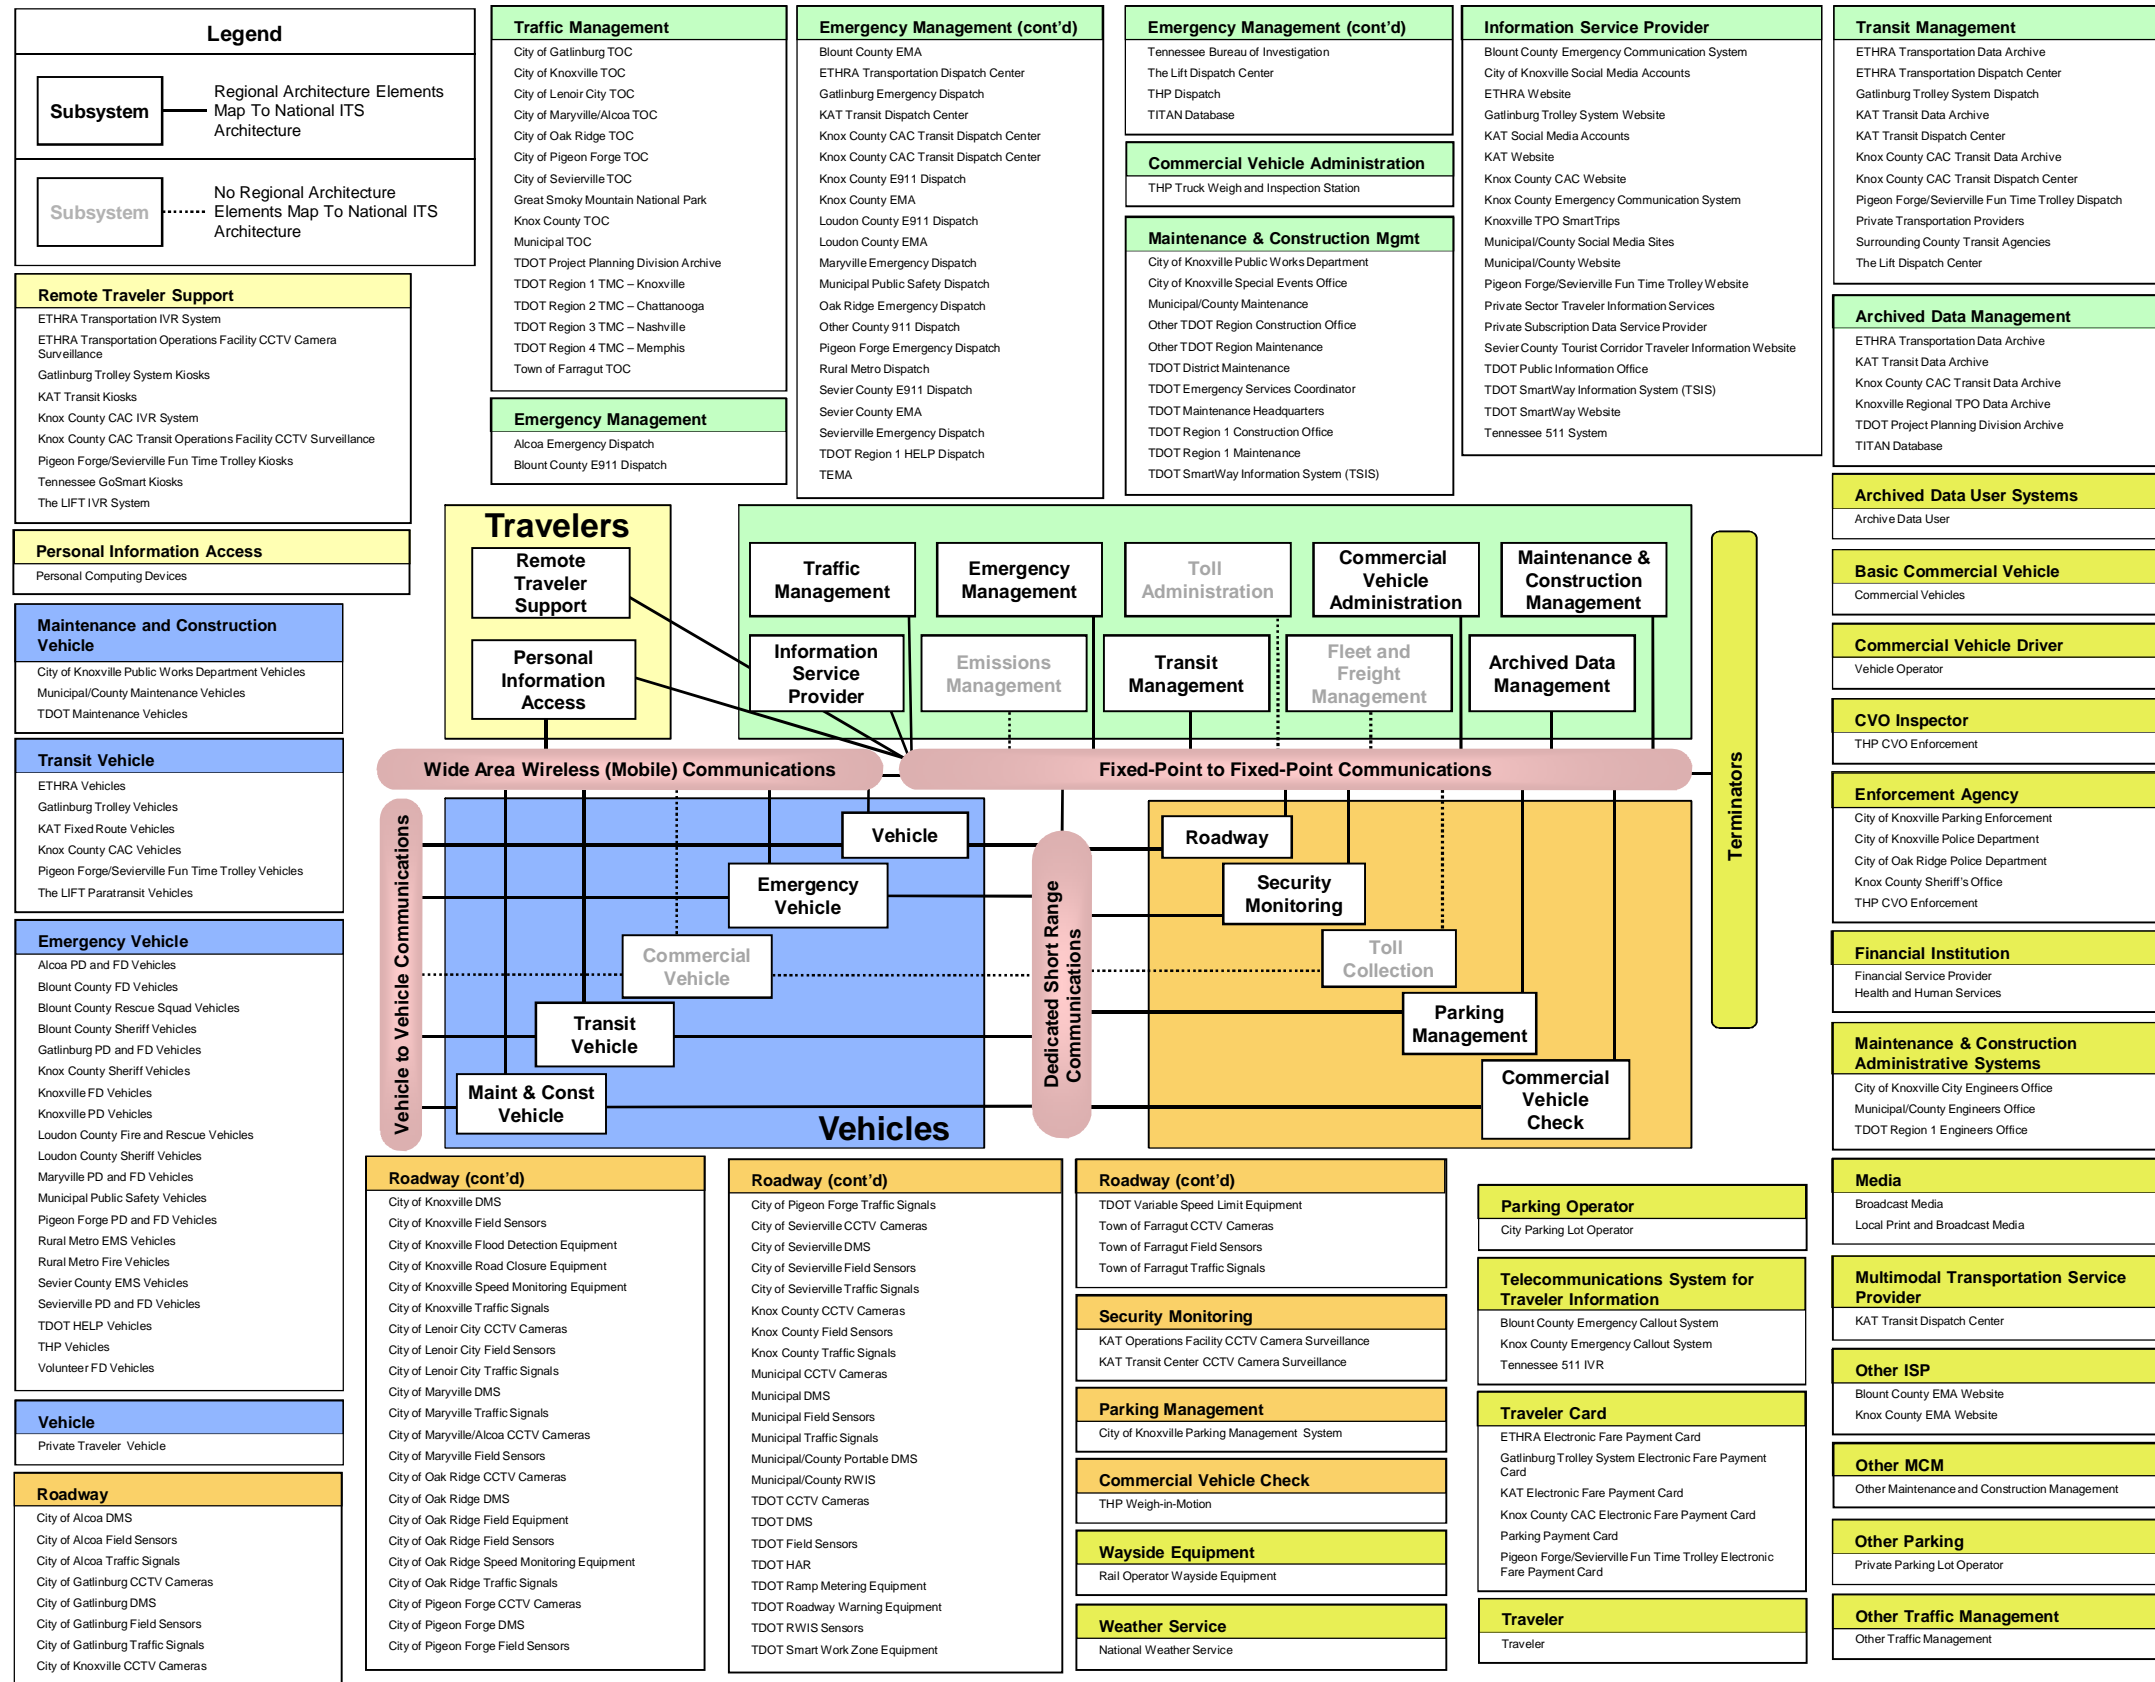 Legend
Subsystem
Regional Architecture Elements
Map To National ITS
Architecture
Subsystem
No Regional Architecture
Elements Map To National ITS
Architecture
Remote Traveler Support
ETHRA Transportation IVR System
ETHRA Transportation Operations Facility CCTV Camera
Surveillance
Gatlinburg Trolley System Kiosks
KAT Transit Kiosks
Knox County CAC IVR System
Knox County CAC Transit Operations Facility CCTV Surveillance
Pigeon Forge/Sevierville Fun Time Trolley Kiosks
Tennessee GoSmart Kiosks
The LIFT IVR System
Personal Information Access
Personal Computing Devices
Maintenance and Construction
Vehicle
City of Knoxville Public Works Department Vehicles
Municipal/County Maintenance Vehicles
TDOT Maintenance Vehicles
Transit Vehicle
ETHRA Vehicles
Gatlinburg Trolley Vehicles
KAT Fixed Route Vehicles
Knox County CAC Vehicles
Pigeon Forge/Sevierville Fun Time Trolley Vehicles
The LIFT Paratransit Vehicles
Emergency Vehicle
Alcoa PD and FD Vehicles
Blount County FD Vehicles
Blount County Rescue Squad Vehicles
Blount County Sheriff Vehicles
Gatlinburg PD and FD Vehicles
Knox County Sheriff Vehicles
Knoxville FD Vehicles
Knoxville PD Vehicles
Loudon County Fire and Rescue Vehicles
Loudon County Sheriff Vehicles
Maryville PD and FD Vehicles
Municipal Public Safety Vehicles
Pigeon Forge PD and FD Vehicles
Rural Metro EMS Vehicles
Rural Metro Fire Vehicles
Sevier County EMS Vehicles
Sevierville PD and FD Vehicles
TDOT HELP Vehicles
THP Vehicles
Volunteer FD Vehicles
Vehicle
Private Traveler Vehicle
Roadway
City of Alcoa DMS
City of Alcoa Field Sensors
City of Alcoa Traffic Signals
City of Gatlinburg CCTV Cameras
City of Gatlinburg DMS
City of Gatlinburg Field Sensors
City of Gatlinburg Traffic Signals
City of Knoxville CCTV Cameras
Traffic Management
City of Gatlinburg TOC
City of Knoxville TOC
City of Lenoir City TOC
City of Maryville/Alcoa TOC
City of Oak Ridge TOC
City of Pigeon Forge TOC
City of Sevierville TOC
Great Smoky Mountain National Park
Knox County TOC
Municipal TOC
TDOT Project Planning Division Archive
TDOT Region 1 TMC – Knoxville
TDOT Region 2 TMC – Chattanooga
TDOT Region 3 TMC – Nashville
TDOT Region 4 TMC – Memphis
Town of Farragut TOC
Emergency Management
Alcoa Emergency Dispatch
Blount County E911 Dispatch
Emergency Management (cont'd)
Blount County EMA
ETHRA Transportation Dispatch Center
Gatlinburg Emergency Dispatch
KAT Transit Dispatch Center
Knox County CAC Transit Dispatch Center
Knox County CAC Transit Dispatch Center
Knox County E911 Dispatch
Knox County EMA
Loudon County E911 Dispatch
Loudon County EMA
Maryville Emergency Dispatch
Municipal Public Safety Dispatch
Oak Ridge Emergency Dispatch
Other County 911 Dispatch
Pigeon Forge Emergency Dispatch
Rural Metro Dispatch
Sevier County E911 Dispatch
Sevier County EMA
Sevierville Emergency Dispatch
TDOT Region 1 HELP Dispatch
TEMA
Emergency Management (cont'd)
Tennessee Bureau of Investigation
The Lift Dispatch Center
THP Dispatch
TITAN Database
Commercial Vehicle Administration
THP Truck Weigh and Inspection Station
Maintenance & Construction Mgmt
City of Knoxville Public Works Department
City of Knoxville Special Events Office
Municipal/County Maintenance
Other TDOT Region Construction Office
Other TDOT Region Maintenance
TDOT District Maintenance
TDOT Emergency Services Coordinator
TDOT Maintenance Headquarters
TDOT Region 1 Construction Office
TDOT Region 1 Maintenance
TDOT SmartWay Information System (TSIS)
Information Service Provider
Blount County Emergency Communication System
City of Knoxville Social Media Accounts
ETHRA Website
Gatlinburg Trolley System Website
KAT Social Media Accounts
KAT Website
Knox County CAC Website
Knox County Emergency Communication System
Knoxville TPO SmartTrips
Municipal/County Social Media Sites
Municipal/County Website
Pigeon Forge/Sevierville Fun Time Trolley Website
Private Sector Traveler Information Services
Private Subscription Data Service Provider
Sevier County Tourist Corridor Traveler Information Website
TDOT Public Information Office
TDOT SmartWay Information System (TSIS)
TDOT SmartWay Website
Tennessee 511 System
Transit Management
ETHRA Transportation Data Archive
ETHRA Transportation Dispatch Center
Gatlinburg Trolley System Dispatch
KAT Transit Data Archive
KAT Transit Dispatch Center
Knox County CAC Transit Data Archive
Knox County CAC Transit Dispatch Center
Pigeon Forge/Sevierville Fun Time Trolley Dispatch
Private Transportation Providers
Surrounding County Transit Agencies
The Lift Dispatch Center
Archived Data Management
ETHRA Transportation Data Archive
KAT Transit Data Archive
Knox County CAC Transit Data Archive
Knoxville Regional TPO Data Archive
TDOT Project Planning Division Archive
TITAN Database
Archived Data User Systems
Archive Data User
Basic Commercial Vehicle
Commercial Vehicles
Commercial Vehicle Driver
Vehicle Operator
CVO Inspector
THP CVO Enforcement
Enforcement Agency
City of Knoxville Parking Enforcement
City of Knoxville Police Department
City of Oak Ridge Police Department
Knox County Sheriff's Office
THP CVO Enforcement
Financial Institution
Financial Service Provider
Health and Human Services
Maintenance & Construction
Administrative Systems
City of Knoxville City Engineers Office
Municipal/County Engineers Office
TDOT Region 1 Engineers Office
Media
Broadcast Media
Local Print and Broadcast Media
Multimodal Transportation Service
Provider
KAT Transit Dispatch Center
Other ISP
Blount County EMA Website
Knox County EMA Website
Other MCM
Other Maintenance and Construction Management
Other Parking
Private Parking Lot Operator
Other Traffic Management
Other Traffic Management
Travelers
Remote
Traveler
Support
Personal
Information
Access
Traffic
Management
Emergency
Management
Toll
Administration
Commercial
Vehicle
Administration
Maintenance &
Construction
Management
Information
Service
Provider
Emissions
Management
Transit
Management
Fleet and
Freight
Management
Archived Data
Management
Terminators
Wide Area Wireless (Mobile) Communications
Fixed-Point to Fixed-Point Communications
Vehicle to Vehicle Communications
Vehicle
Emergency
Vehicle
Commercial
Vehicle
Transit
Vehicle
Maint & Const
Vehicle
Vehicles
Dedicated Short Range
Communications
Roadway
Security
Monitoring
Toll
Collection
Parking
Management
Commercial
Vehicle
Check
Roadway (cont'd)
City of Knoxville DMS
City of Knoxville Field Sensors
City of Knoxville Flood Detection Equipment
City of Knoxville Road Closure Equipment
City of Knoxville Speed Monitoring Equipment
City of Knoxville Traffic Signals
City of Lenoir City CCTV Cameras
City of Lenoir City Field Sensors
City of Lenoir City Traffic Signals
City of Maryville DMS
City of Maryville Traffic Signals
City of Maryville/Alcoa CCTV Cameras
City of Maryville Field Sensors
City of Oak Ridge CCTV Cameras
City of Oak Ridge DMS
City of Oak Ridge Field Equipment
City of Oak Ridge Field Sensors
City of Oak Ridge Speed Monitoring Equipment
City of Oak Ridge Traffic Signals
City of Pigeon Forge CCTV Cameras
City of Pigeon Forge DMS
City of Pigeon Forge Field Sensors
Roadway (cont'd)
City of Pigeon Forge Traffic Signals
City of Sevierville CCTV Cameras
City of Sevierville DMS
City of Sevierville Field Sensors
City of Sevierville Traffic Signals
Knox County CCTV Cameras
Knox County Field Sensors
Knox County Traffic Signals
Municipal CCTV Cameras
Municipal DMS
Municipal Field Sensors
Municipal Traffic Signals
Municipal/County Portable DMS
Municipal/County RWIS
TDOT CCTV Cameras
TDOT DMS
TDOT Field Sensors
TDOT HAR
TDOT Ramp Metering Equipment
TDOT Roadway Warning Equipment
TDOT RWIS Sensors
TDOT Smart Work Zone Equipment
Roadway (cont'd)
TDOT Variable Speed Limit Equipment
Town of Farragut CCTV Cameras
Town of Farragut Field Sensors
Town of Farragut Traffic Signals
Security Monitoring
KAT Operations Facility CCTV Camera Surveillance
KAT Transit Center CCTV Camera Surveillance
Parking Management
City of Knoxville Parking Management System
Commercial Vehicle Check
THP Weigh-in-Motion
Wayside Equipment
Rail Operator Wayside Equipment
Weather Service
National Weather Service
Parking Operator
City Parking Lot Operator
Telecommunications System for
Traveler Information
Blount County Emergency Callout System
Knox County Emergency Callout System
Tennessee 511 IVR
Traveler Card
ETHRA Electronic Fare Payment Card
Gatlinburg Trolley System Electronic Fare Payment
Card
KAT Electronic Fare Payment Card
Knox County CAC Electronic Fare Payment Card
Parking Payment Card
Pigeon Forge/Sevierville Fun Time Trolley Electronic
Fare Payment Card
Traveler
Traveler